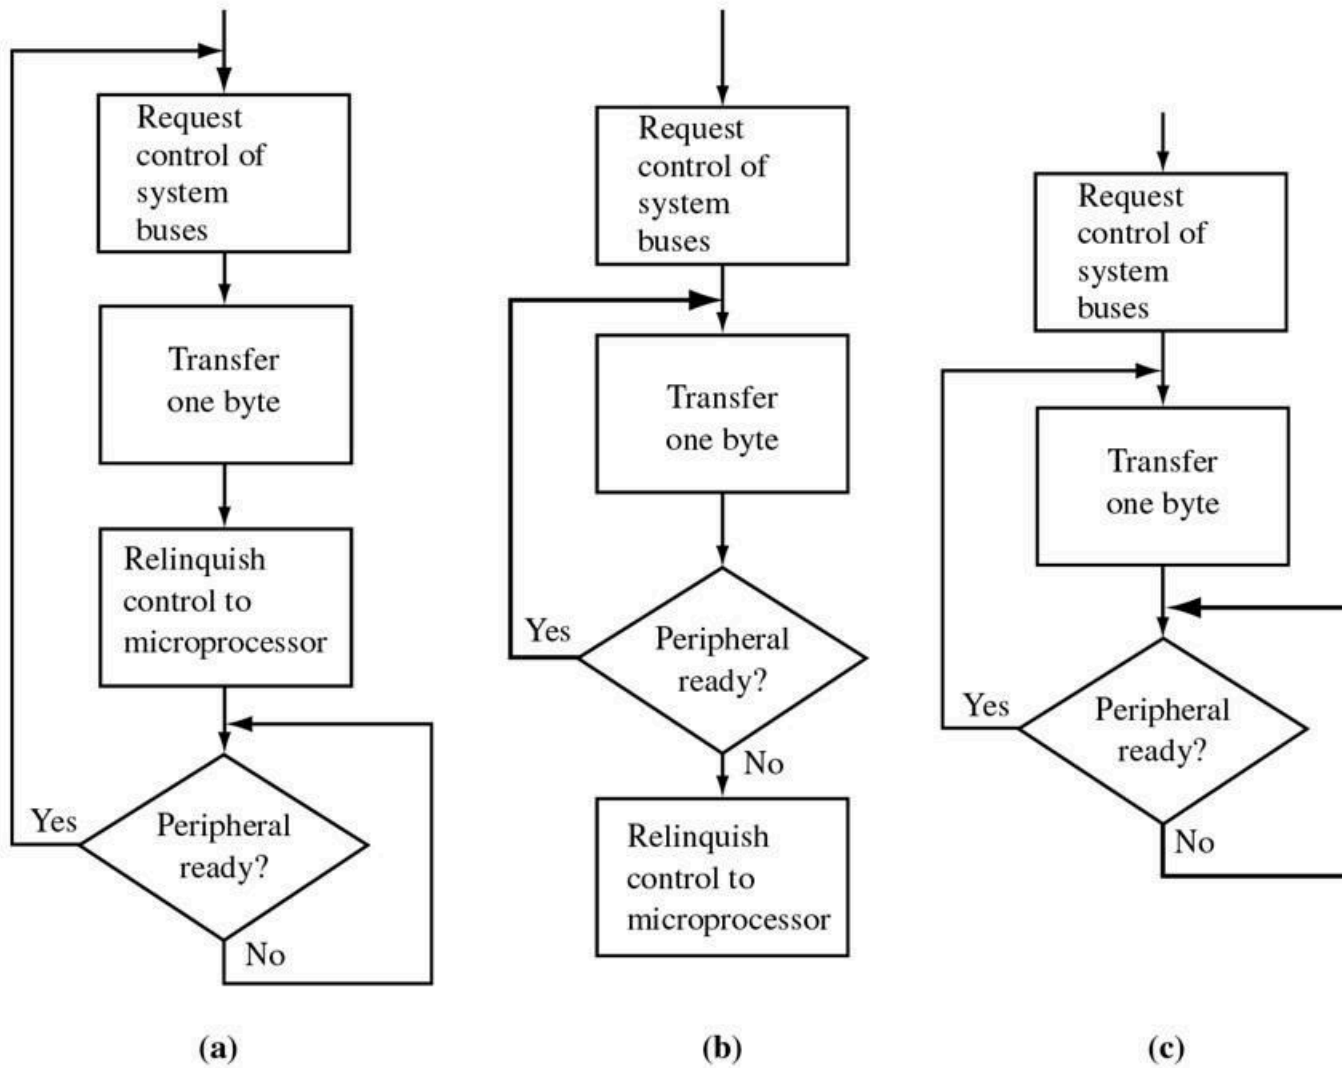 Request
control of
system
buses
Transfer
one byte
Relinquish
control to
microprocessor
Yes
Peripheral
ready?
No
(a)
Request
control of
system
buses
Transfer
one byte
Yes
Peripheral
ready?
No
Relinquish
control to
microprocessor
(b)
Request
control of
system
buses
Transfer
one byte
Yes
Peripheral
ready?
No
(c)